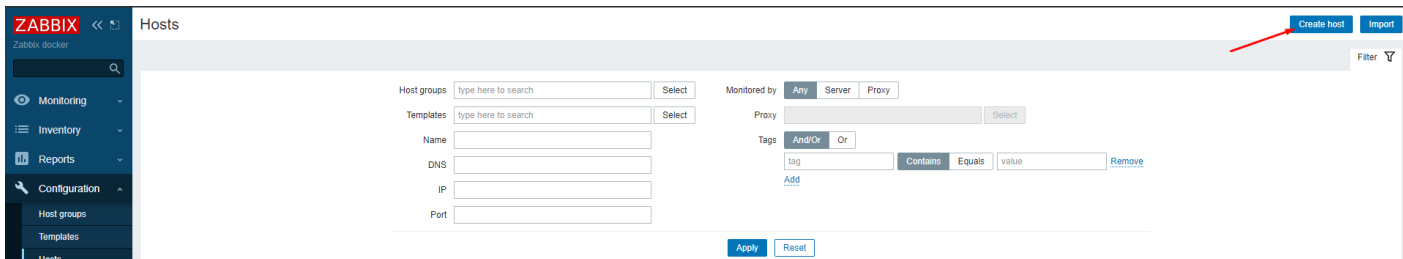 ZABBIX
Hosts
Create host
Import
Zabbix docker
Filter
Host groups
type here to search
Select
Monitored by
Any
Server
Proxy
Monitoring
Templates
type here to search
Select
Proxy
Select
Inventory
Name
Tags
And/Or
Or
Reports
DNS
tag
Contains
Equals
value
Remove
Add
Configuration
IP
Host groups
Port
Templates
Apply
Reset
Hosts